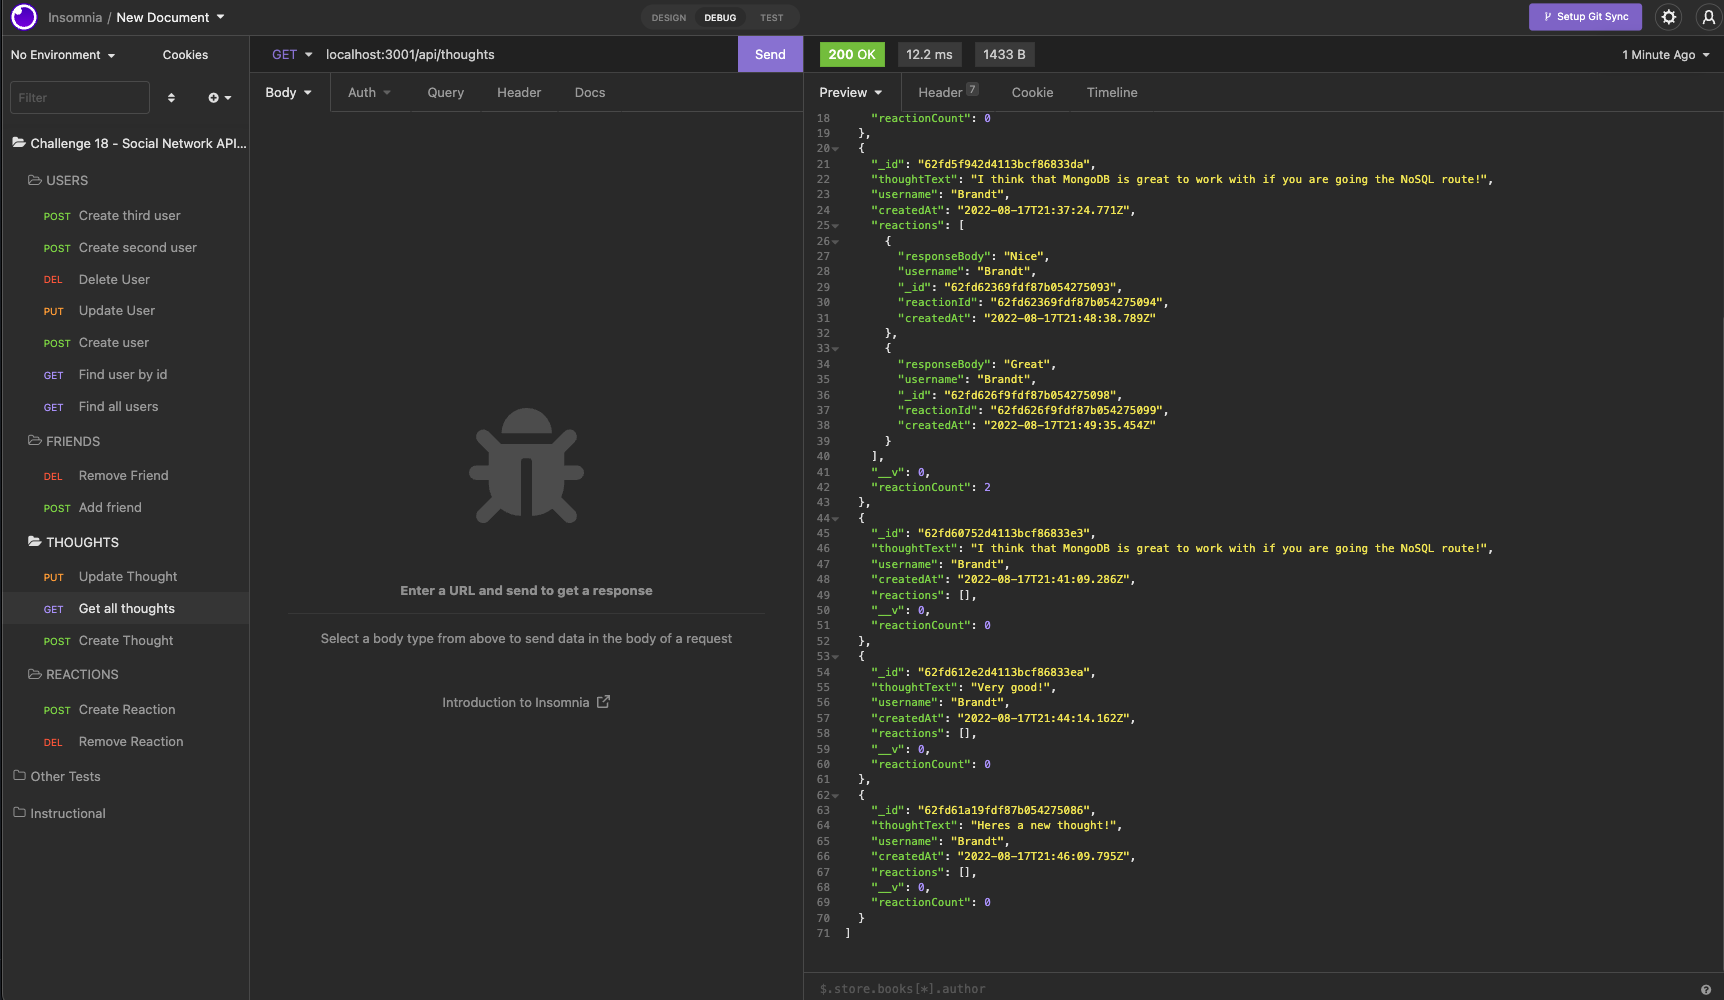 Insomnia / New Document
DESIGN DEBUG TEST
Setup Git Sync
No Environment Cookies
GET localhost:3001/api/thoughts Send
200 OK 12.2 ms 1433 B 1 Minute Ago
Filter
Body Auth Query Header Docs
Preview Header 7 Cookie Timeline
Challenge 18 - Social Network API...
USERS
POST Create third user
POST Create second user
DEL Delete User
PUT Update User
POST Create user
GET Find user by id
GET Find all users
FRIENDS
DEL Remove Friend
POST Add friend
THOUGHTS
PUT Update Thought
GET Get all thoughts
POST Create Thought
REACTIONS
POST Create Reaction
DEL Remove Reaction
Other Tests
Instructional
Enter a URL and send to get a response
Select a body type from above to send data in the body of a request
Introduction to Insomnia
18 "reactionCount": 0
19 },
20 {
21 "_id": "62fd5f942d4113bcf86833da",
22 "thoughtText": "I think that MongoDB is great to work with if you are going the NoSQL route!",
23 "username": "Brandt",
24 "createdAt": "2022-08-17T21:37:24.771Z",
25 "reactions": [
26 {
27 "responseBody": "Nice",
28 "username": "Brandt",
29 "_id": "62fd62369fdf87b054275093",
30 "reactionId": "62fd62369fdf87b054275094",
31 "createdAt": "2022-08-17T21:48:38.789Z"
32 },
33 {
34 "responseBody": "Great",
35 "username": "Brandt",
36 "_id": "62fd626f9fdf87b054275098",
37 "reactionId": "62fd626f9fdf87b054275099",
38 "createdAt": "2022-08-17T21:49:35.454Z"
39 }
40 ],
41 "__v": 0,
42 "reactionCount": 2
43 },
44 {
45 "_id": "62fd60752d4113bcf86833e3",
46 "thoughtText": "I think that MongoDB is great to work with if you are going the NoSQL route!",
47 "username": "Brandt",
48 "createdAt": "2022-08-17T21:41:09.286Z",
49 "reactions": [],
50 "__v": 0,
51 "reactionCount": 0
52 },
53 {
54 "_id": "62fd612e2d4113bcf86833ea",
55 "thoughtText": "Very good!",
56 "username": "Brandt",
57 "createdAt": "2022-08-17T21:44:14.162Z",
58 "reactions": [],
59 "__v": 0,
60 "reactionCount": 0
61 },
62 {
63 "_id": "62fd61a19fdf87b054275086",
64 "thoughtText": "Heres a new thought!",
65 "username": "Brandt",
66 "createdAt": "2022-08-17T21:46:09.795Z",
67 "reactions": [],
68 "__v": 0,
69 "reactionCount": 0
70 }
71 ]
$.store.books[*].author